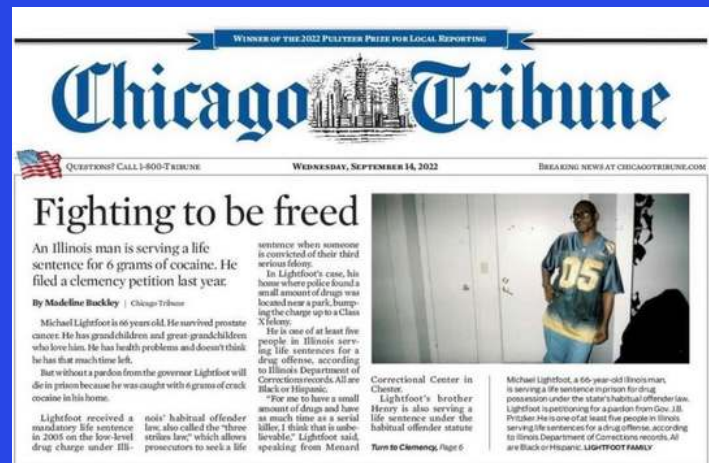 WINNER OF THE 2022 PULITZER PRIZE FOR LOCAL REPORTING
Chicago Tribune
QUESTIONS? CALL 1-800-TRIBUNE
WEDNESDAY, SEPTEMBER 14, 2022
BREAKING NEWS AT CHICAGOTRIBUNE.COM
Fighting to be freed
An Illinois man is serving a life
sentence for 6 grams of cocaine. He
filed a clemency petition last year.
By Madeline Buckley | Chicago Tribune
Michael Lightfoot is 66 years old. He survived prostate
cancer. He has grandchildren and great-grandchildren
who love him. He has health problems and doesn't think
he has that much time left.
But without a pardon from the governor Lightfoot will
die in prison because he was caught with 6 grams of crack
cocaine in his home.
Lightfoot received a
mandatory life sentence
in 2005 on the low-level
drug charge under Illi-
nois' habitual offender
law, also called the "three
strikes law," which allows
prosecutors to seek a life
sentence when someone
is convicted of their third
serious felony.
In Lightfoot's case, his
home where police found a
small amount of drugs was
located near a park, bump-
ing the charge up to a Class
X felony.
He is one of at least five
people in Illinois serv-
ing life sentences for a
drug offense, according
to Illinois Department of
Corrections records. All are
Black or Hispanic.
"For me to have a small
amount of drugs and have
as much time as a serial
killer, I think that is unbe-
lievable," Lightfoot said,
speaking from Menard
Correctional Center in
Chester.
Lightfoot's brother
Henry is also serving a
life sentence under the
habitual offender statute
Turn to Clemency, Page 6
05
Michael Lightfoot, a 66-year-old Illinois man,
is serving a life sentence in prison for drug
possession under the state's habitual offender law.
Lightfoot is petitioning for a pardon from Gov. J.B.
Pritzker. He is one of at least five people in Illinois
serving life sentences for a drug offense, according
to Illinois Department of Corrections records. All
are Black or Hispanic. LIGHTFOOT FAMILY